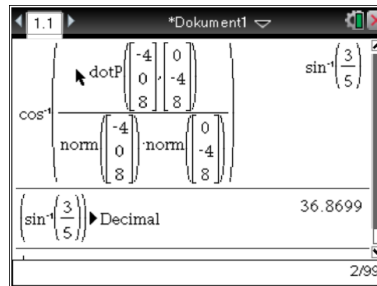 1.1 *Dokument1
cos⁻¹(dotP([-4 0 8],[0 -4 8])/(norm([-4 0 8])·norm([0 -4 8]))) sin⁻¹(3/5)
(sin⁻¹(3/5))▶Decimal 36.8699
2/99